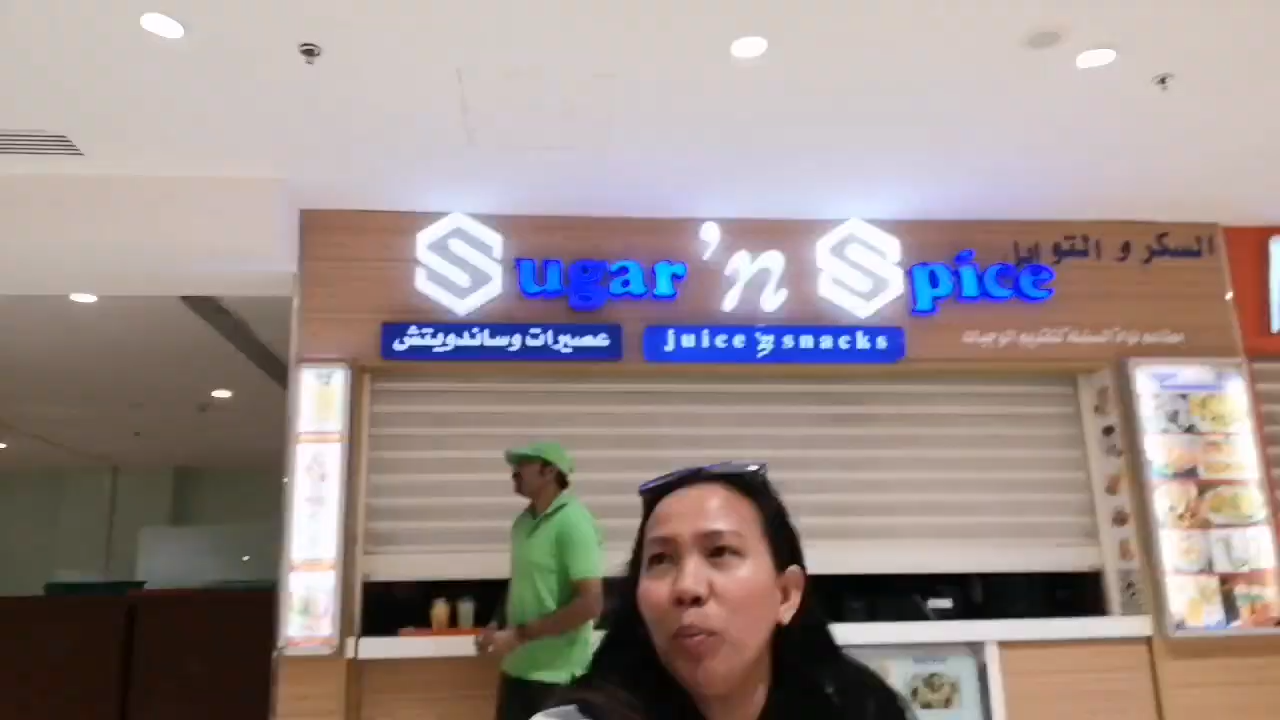 Sugar 'n Spice
السكر و التوابل
عصيرات وساندويتش
juice 'n snacks